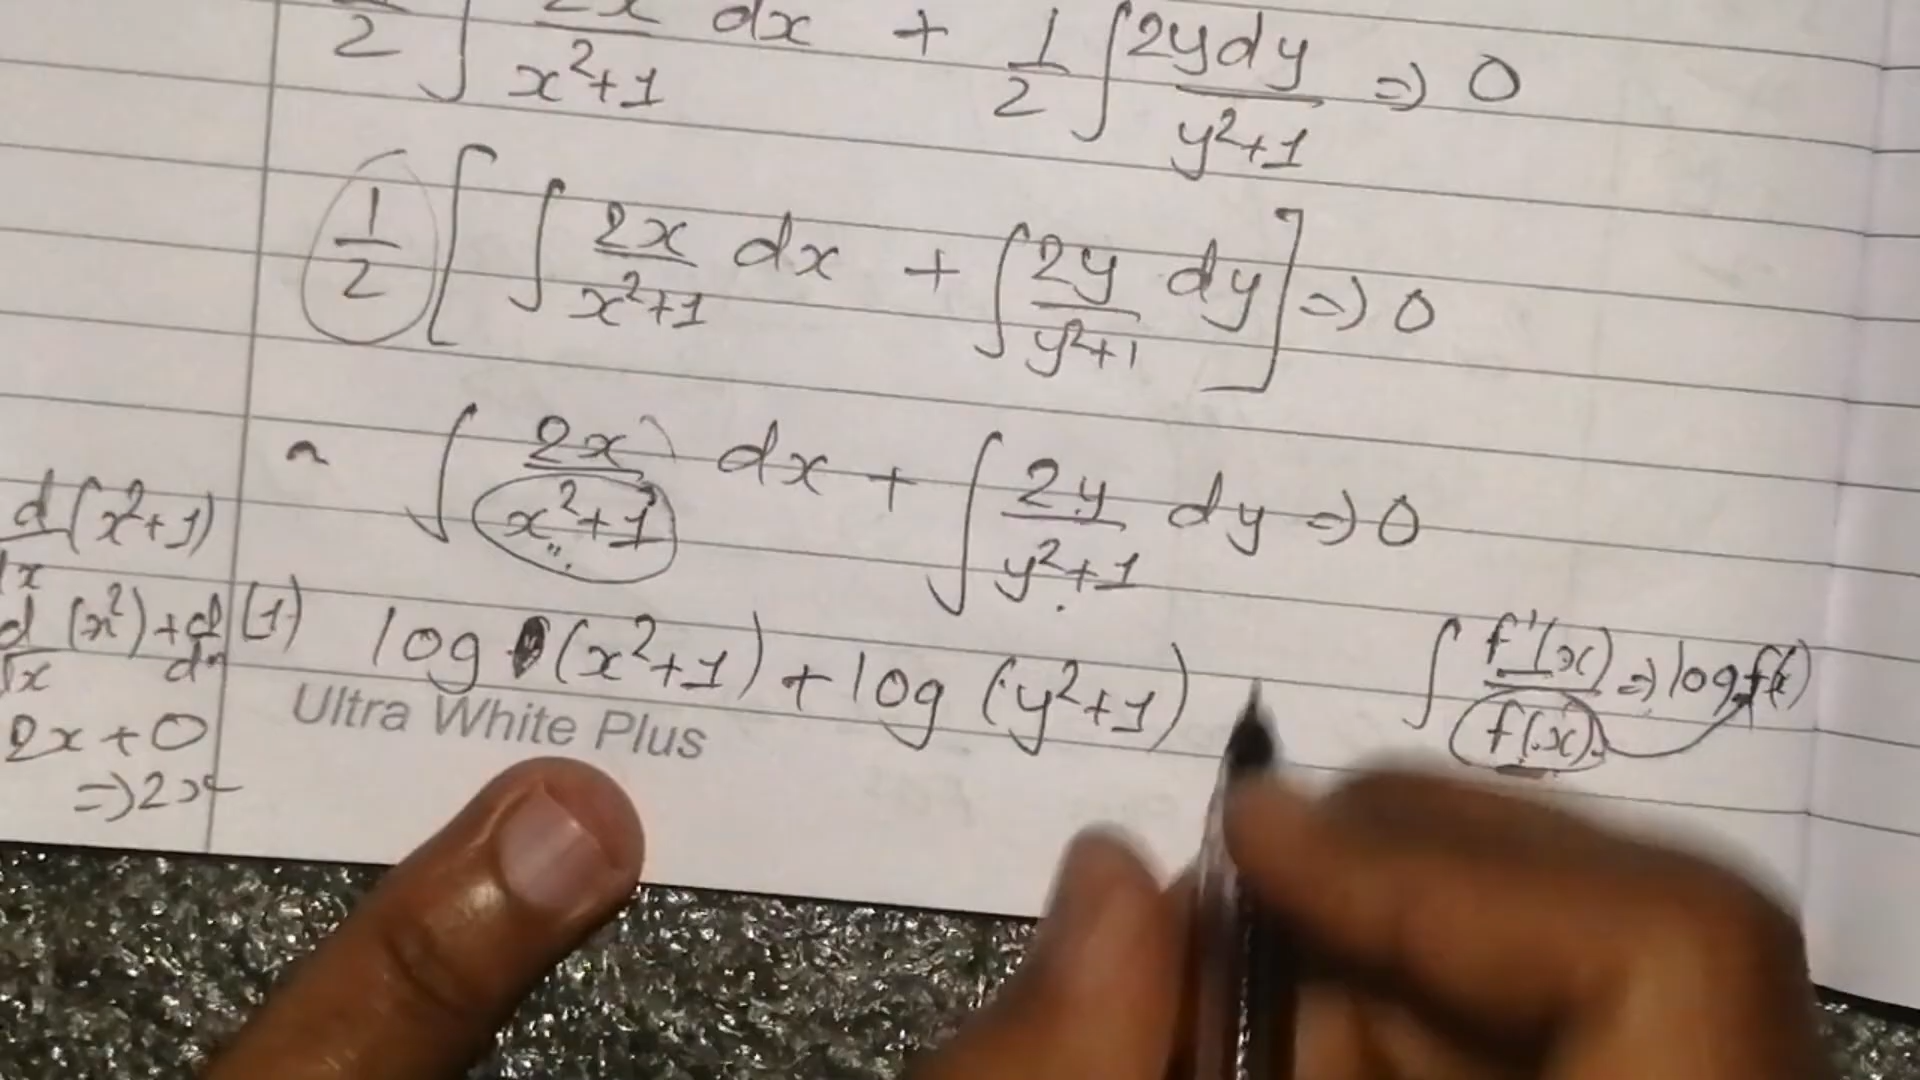 1/2 ∫ 2x/x²+1 dx + 1/2 ∫ 2ydy/y²+1 => 0
1/2 [ ∫ 2x/x²+1 dx + ∫ 2y/y²+1 dy ] => 0
∫ 2x/x²+1 dx + ∫ 2y/y²+1 dy => 0
d/dx (x²+1)
d/dx (x²) + d/dx (1)
2x + 0
=> 2x
log (x²+1) + log (y²+1)
∫ f'(x)/f(x) => log f(x)
Ultra White Plus